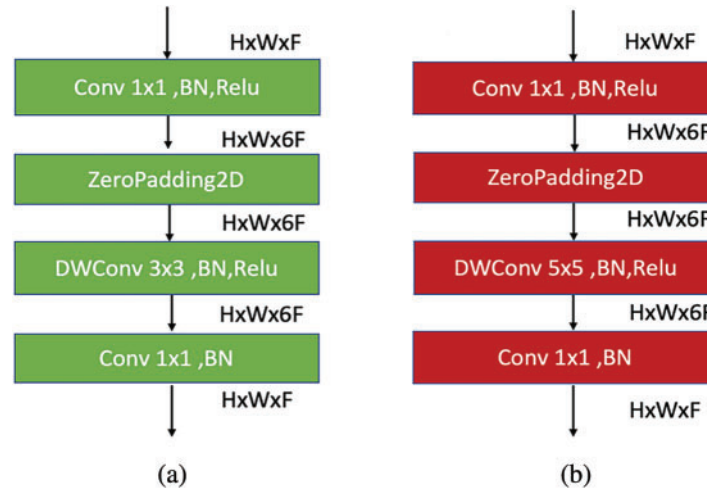 HxWxF
Conv 1x1 ,BN,Relu
HxWx6F
ZeroPadding2D
HxWx6F
DWConv 3x3 ,BN,Relu
HxWx6F
Conv 1x1 ,BN
HxWxF
(a)
HxWxF
Conv 1x1 ,BN,Relu
HxWx6F
ZeroPadding2D
HxWx6F
DWConv 5x5 ,BN,Relu
HxWx6F
Conv 1x1 ,BN
HxWxF
(b)